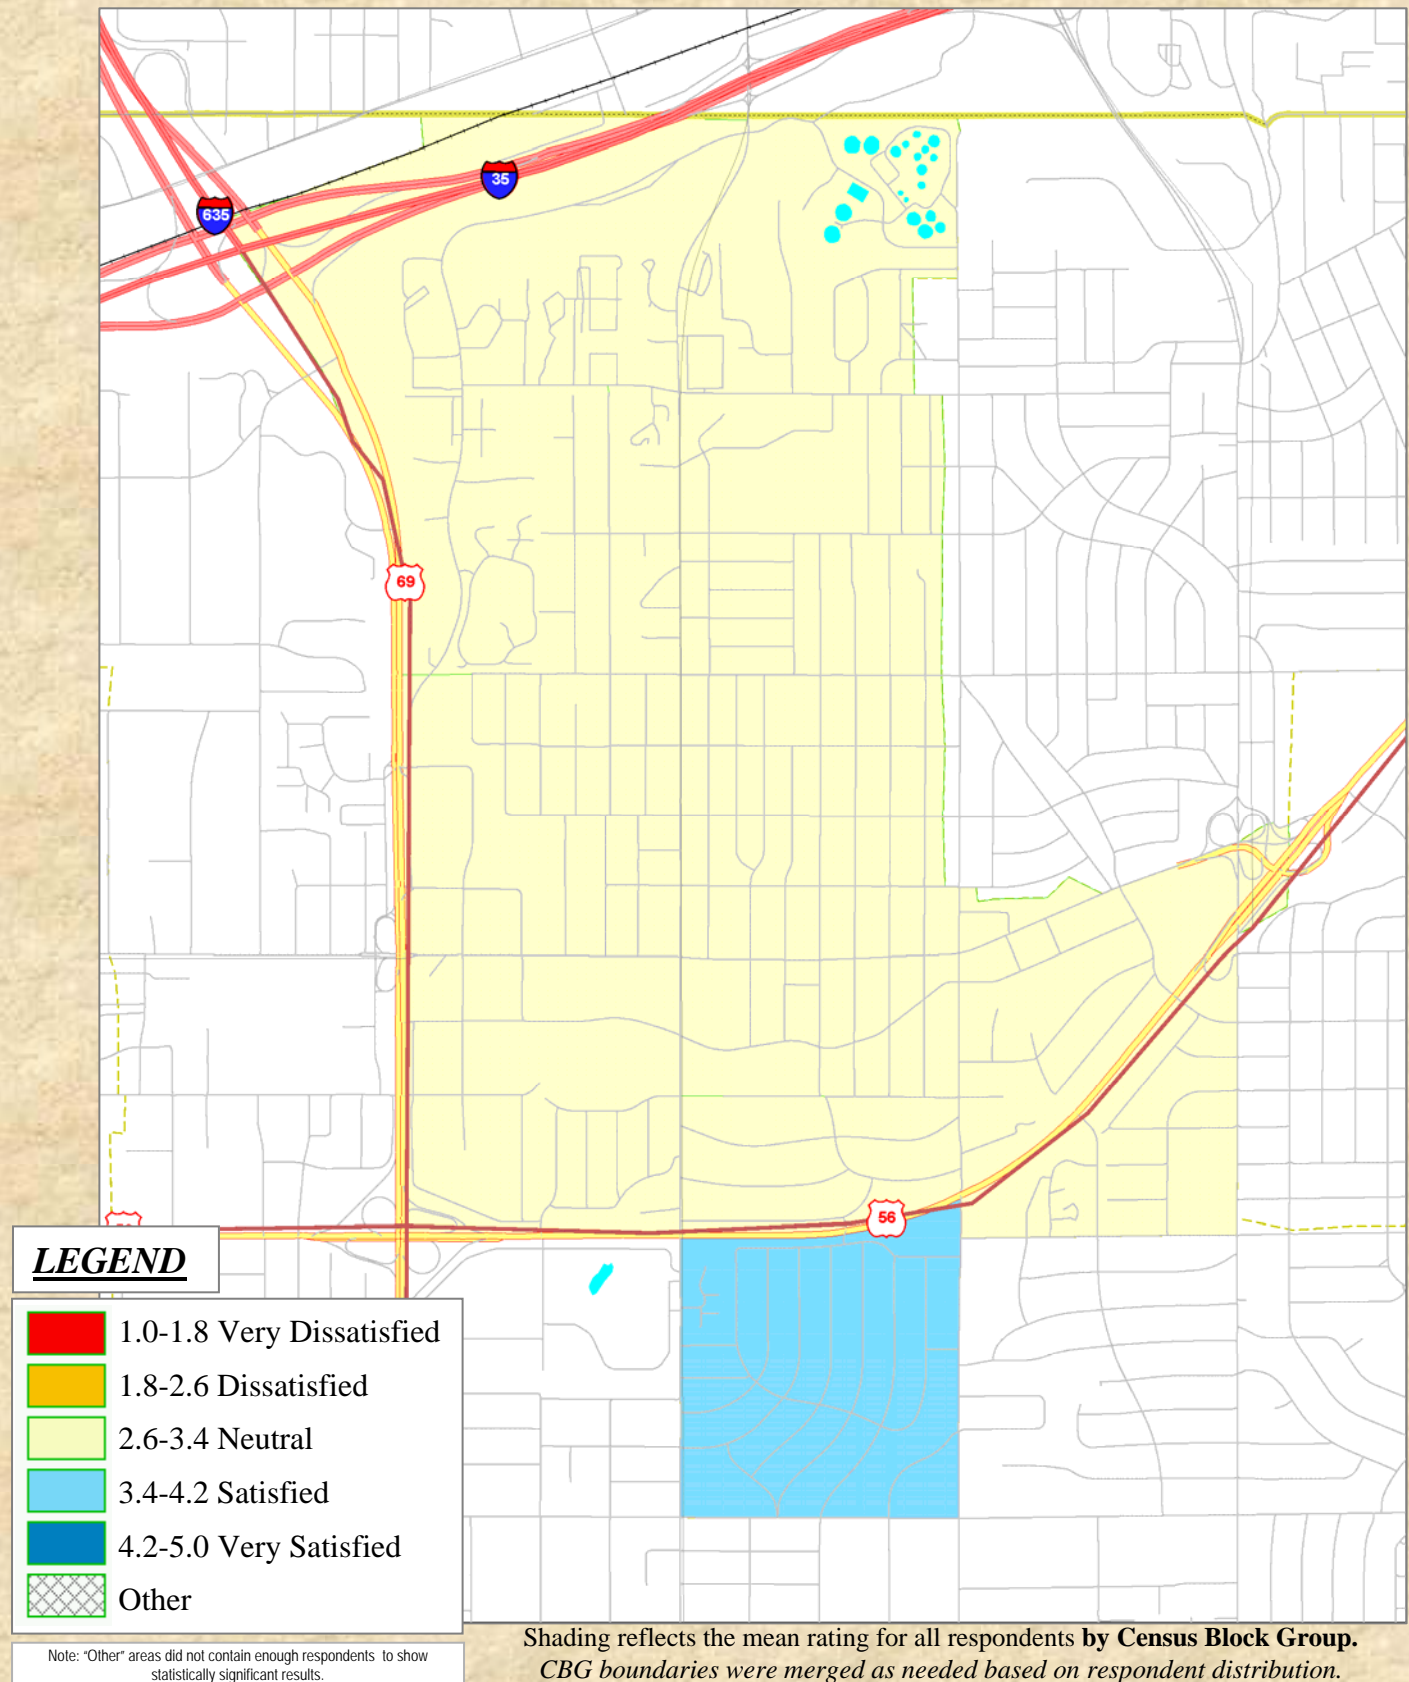 35
635
69
56
LEGEND
1.0-1.8 Very Dissatisfied
1.8-2.6 Dissatisfied
2.6-3.4 Neutral
3.4-4.2 Satisfied
4.2-5.0 Very Satisfied
Other
Note: “Other” areas did not contain enough respondents to show
statistically significant results.
Shading reflects the mean rating for all respondents by Census Block Group.
CBG boundaries were merged as needed based on respondent distribution.